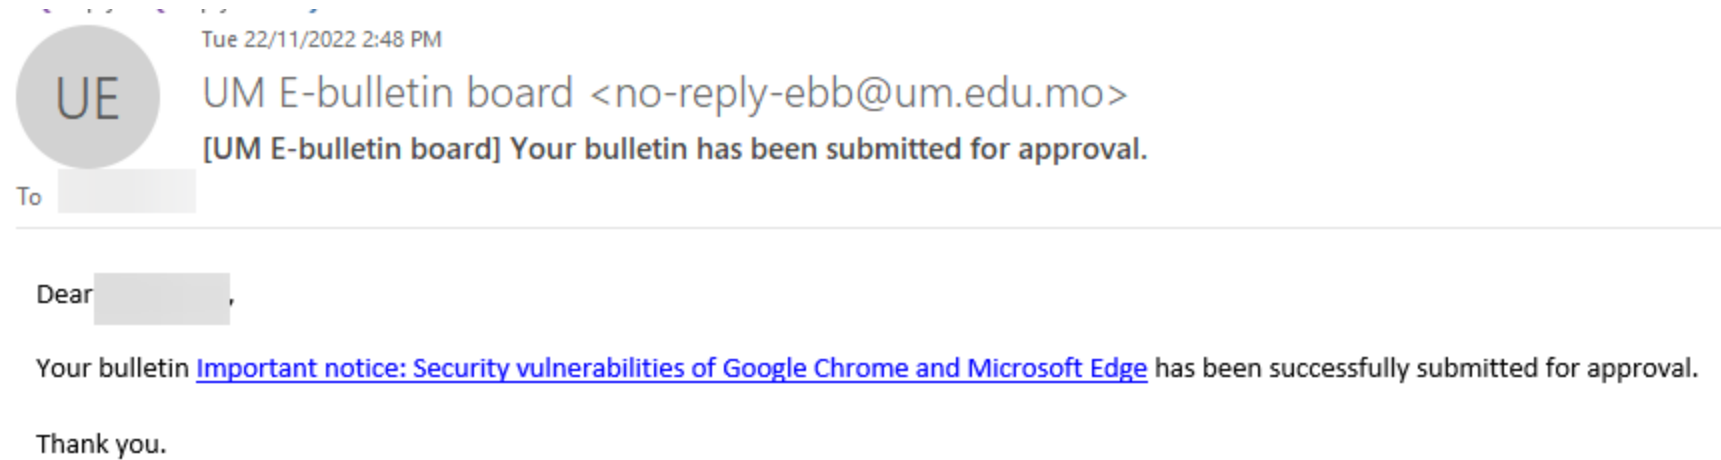 Tue 22/11/2022 2:48 PM
UE
UM E-bulletin board <no-reply-ebb@um.edu.mo>
[UM E-bulletin board] Your bulletin has been submitted for approval.
To
Dear ,
Your bulletin Important notice: Security vulnerabilities of Google Chrome and Microsoft Edge has been successfully submitted for approval.
Thank you.